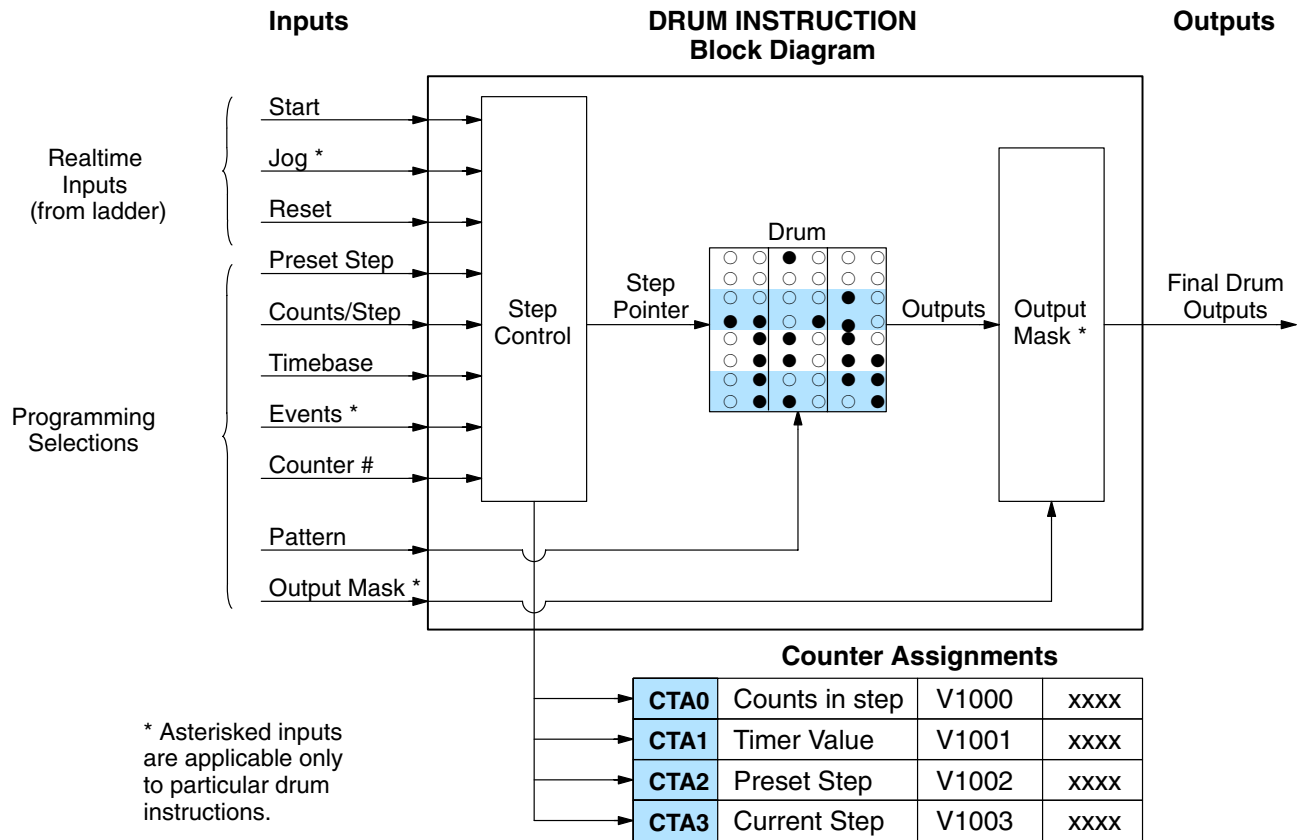 Inputs
DRUM INSTRUCTION
Block Diagram
Outputs
Realtime
Inputs
(from ladder)
Start
Jog *
Reset
Programming
Selections
Preset Step
Counts/Step
Timebase
Events *
Counter #
Pattern
Output Mask *
Step
Control
Step
Pointer
Drum
Outputs
Output
Mask *
Final Drum
Outputs
Counter Assignments
CTA0 Counts in step V1000 xxxx
CTA1 Timer Value V1001 xxxx
CTA2 Preset Step V1002 xxxx
CTA3 Current Step V1003 xxxx
* Asterisked inputs
are applicable only
to particular drum
instructions.